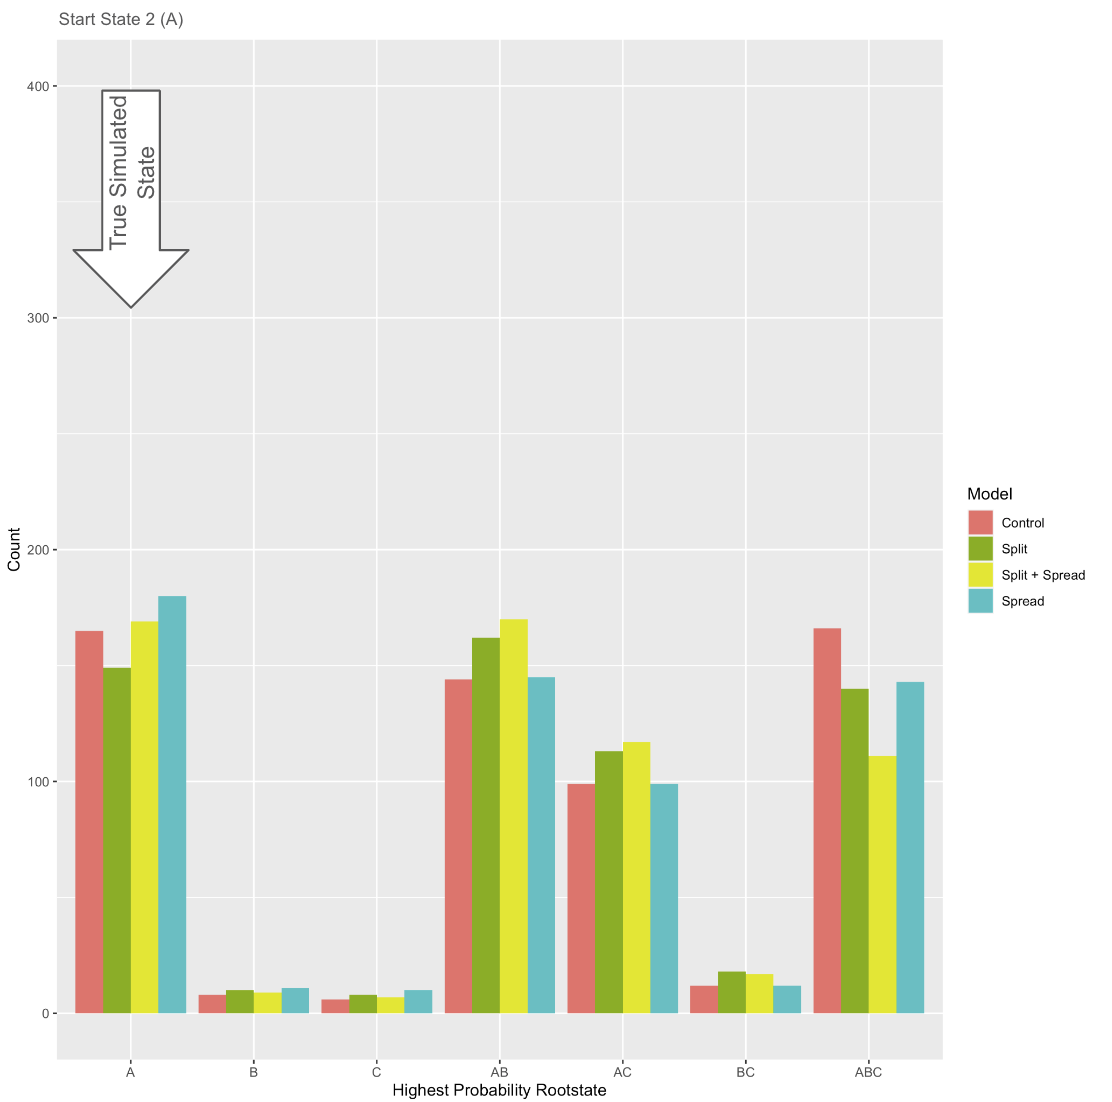 Start State 2 (A)
True Simulated
State
400
300
200
100
0
Count
A B C AB AC BC ABC
Highest Probability Rootstate
Model
Control
Split
Split + Spread
Spread